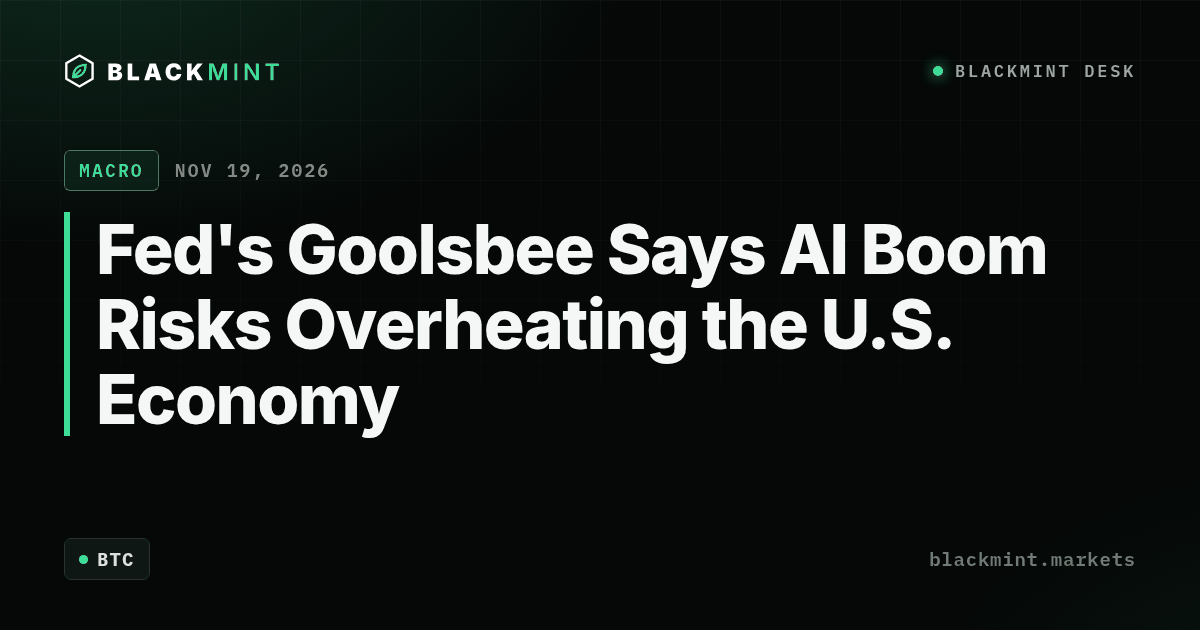 BLACKMINT
BLACKMINT DESK
MACRO
NOV 19, 2026
Fed's Goolsbee Says AI Boom
Risks Overheating the U.S.
Economy
BTC
blackmint.markets